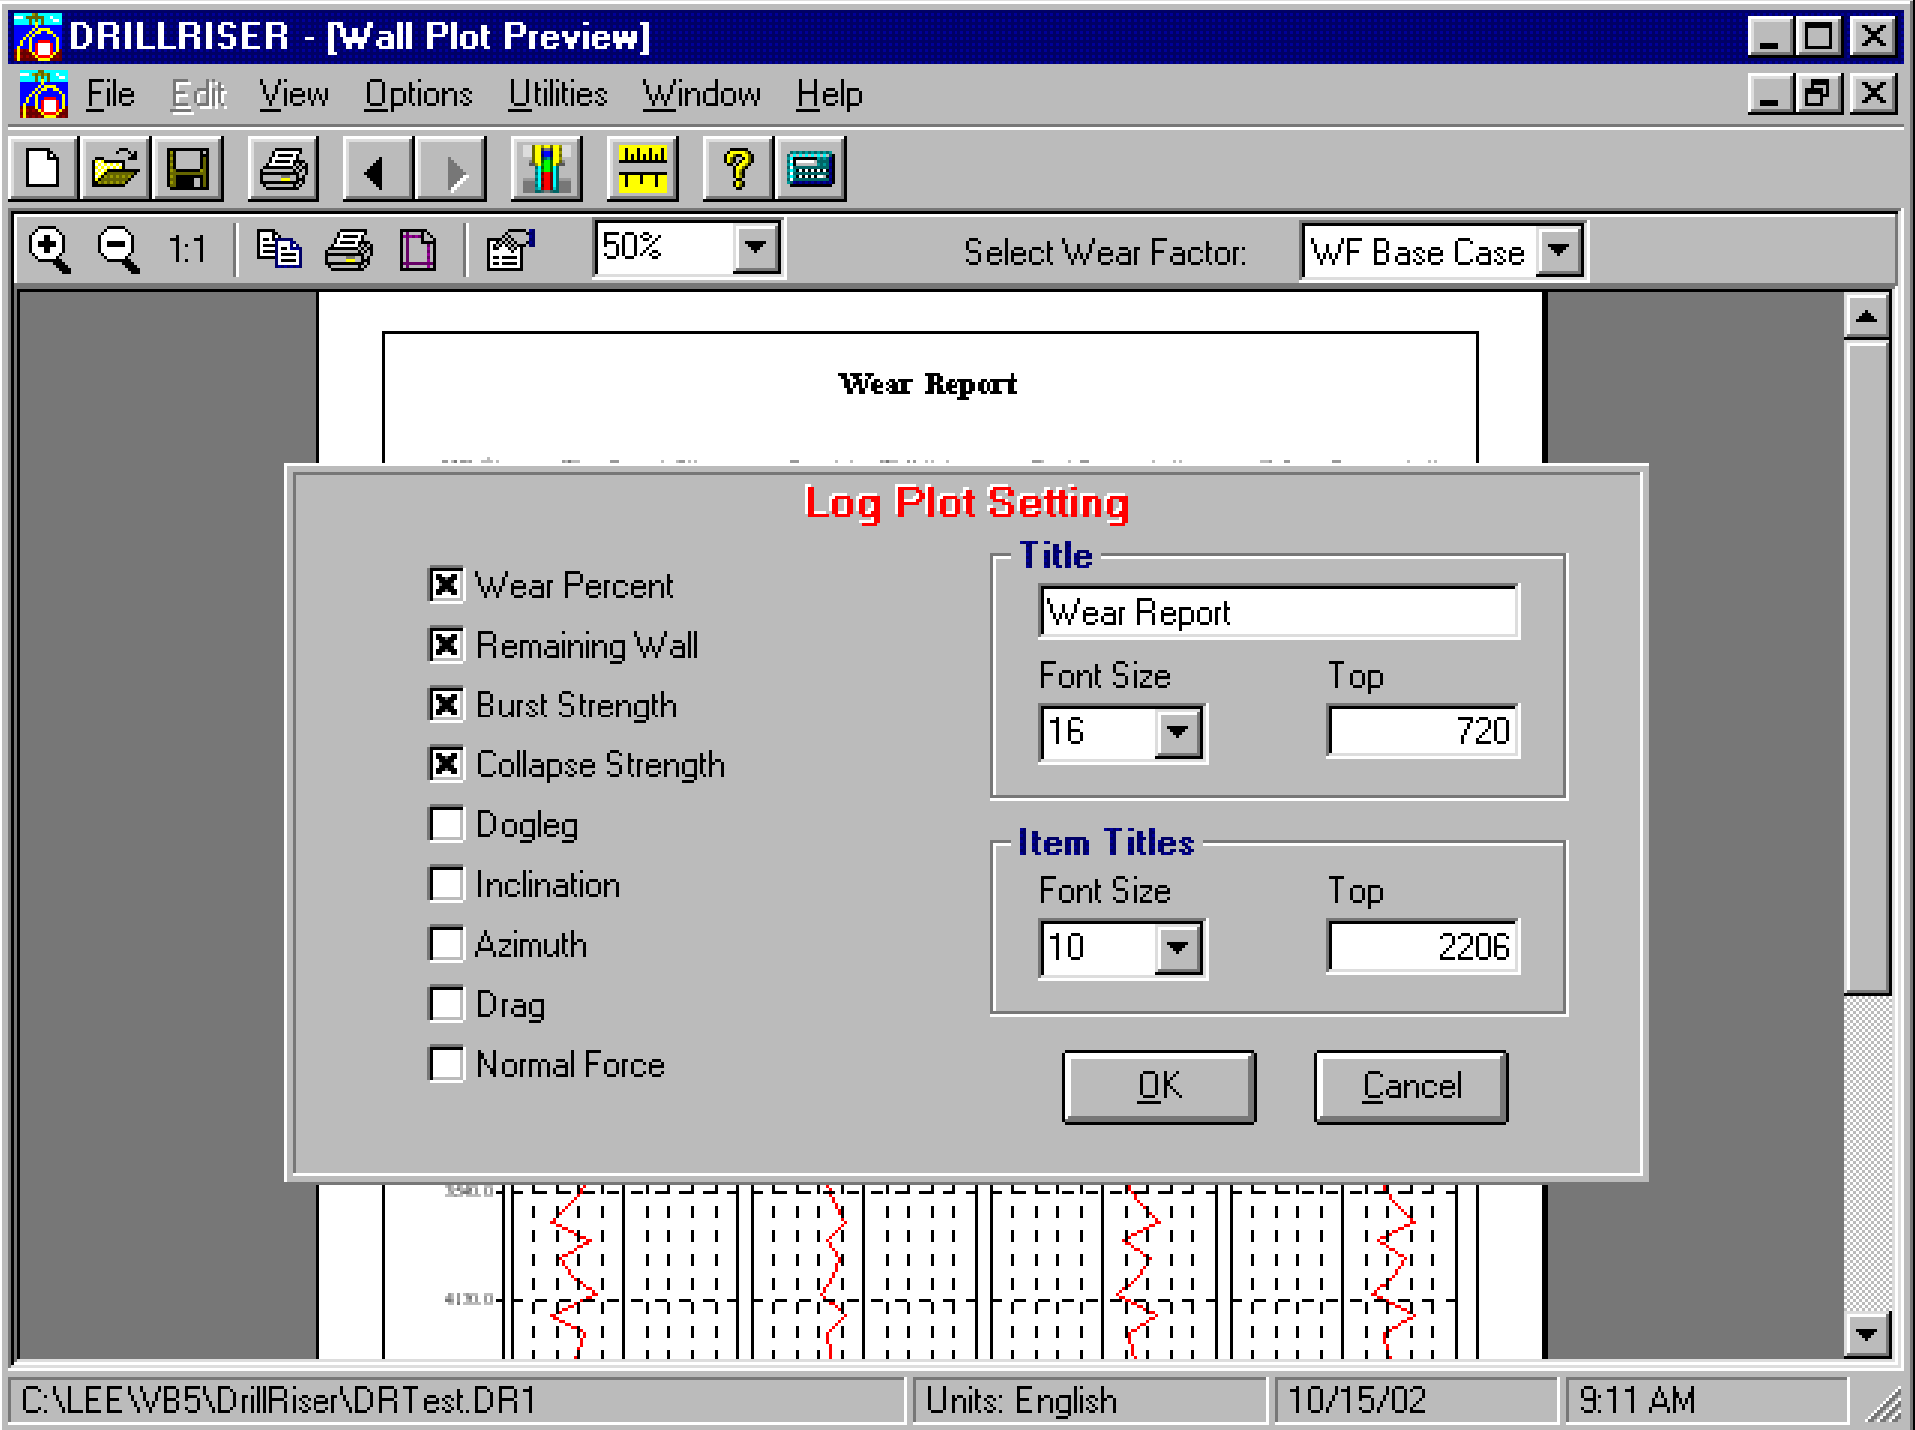 DRILLRISER - [Wall Plot Preview]
File Edit View Options Utilities Window Help
1:1 50% Select Wear Factor: WF Base Case
Wear Report
Log Plot Setting
Wear Percent
Remaining Wall
Burst Strength
Collapse Strength
Dogleg
Inclination
Azimuth
Drag
Normal Force
Title
Wear Report
Font Size Top
16 720
Item Titles
Font Size Top
10 2206
OK Cancel
4130.0
C:\LEE\VB5\DrillRiser\DRTest.DR1 Units: English 10/15/02 9:11 AM